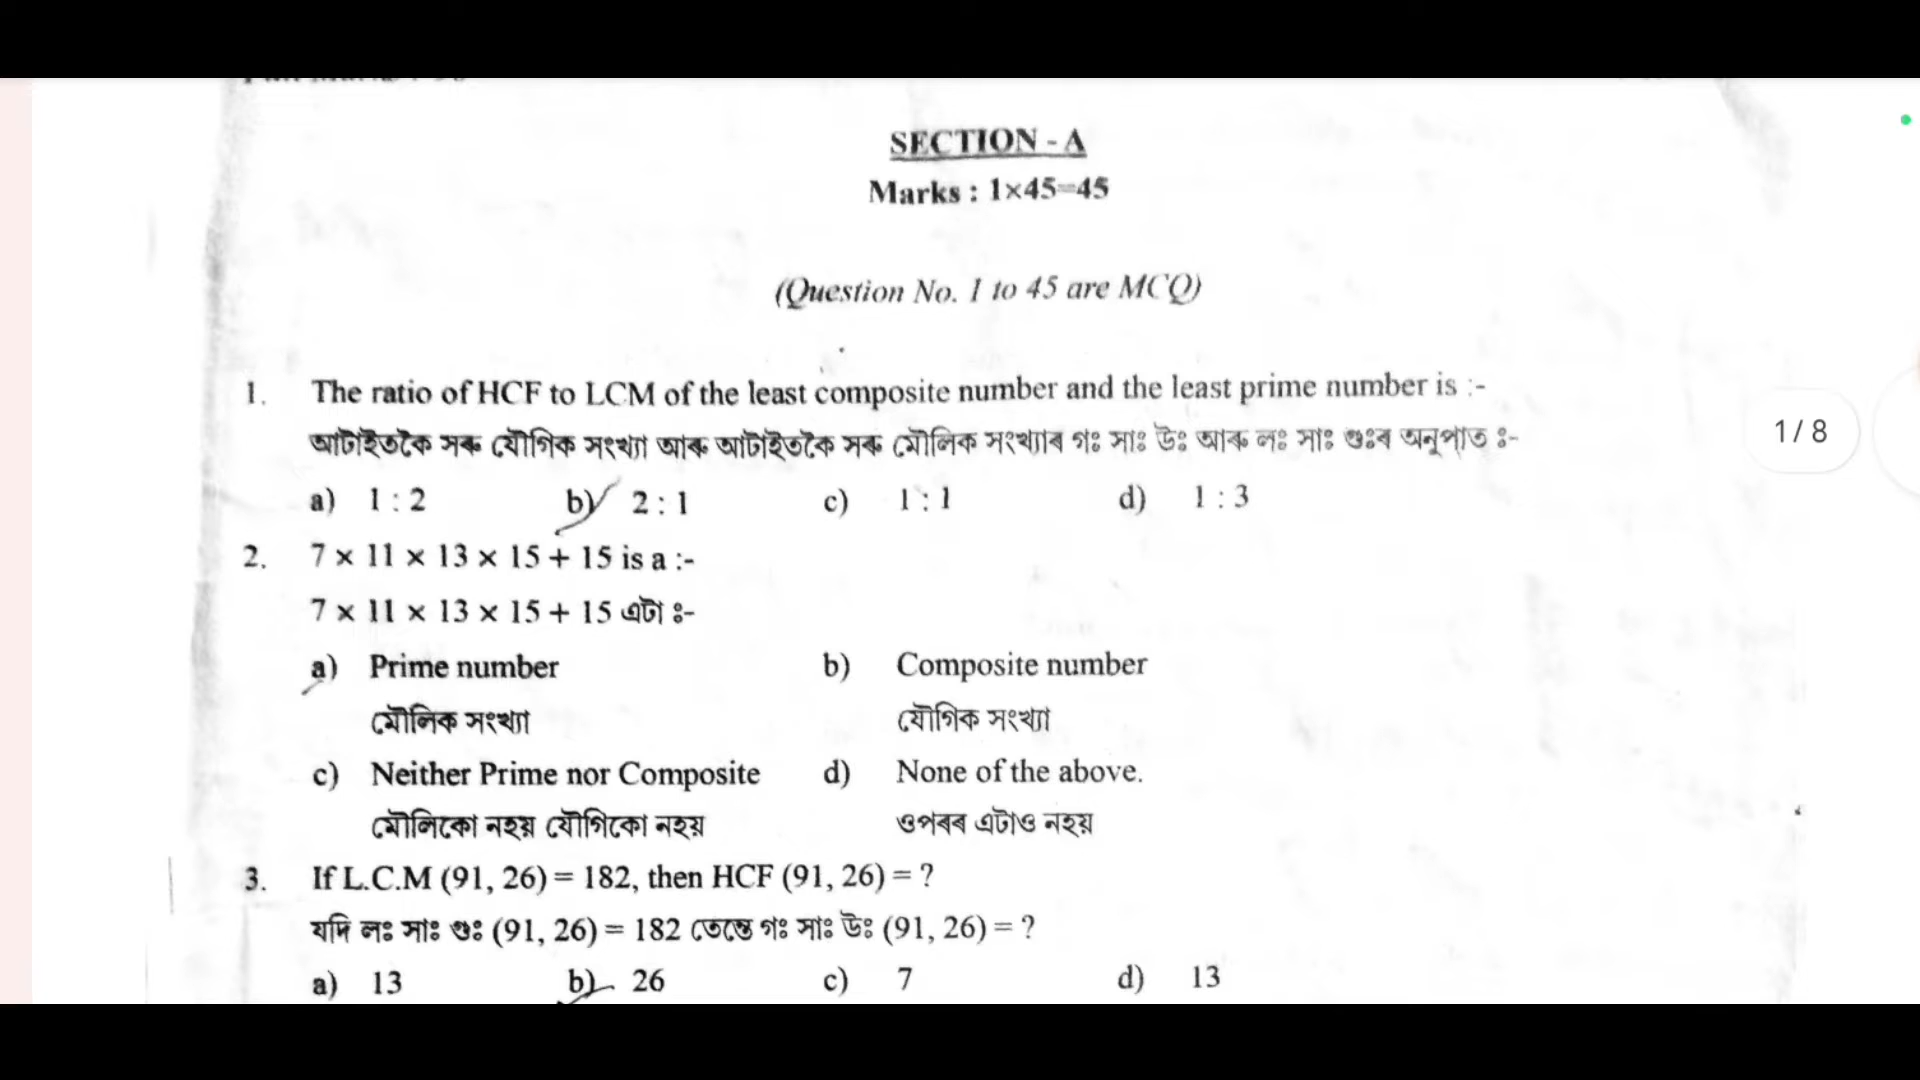 SECTION - A
Marks : 1×45=45
(Question No. 1 to 45 are MCQ)
1. The ratio of HCF to LCM of the least composite number and the least prime number is :-
আটাইতকৈ সৰু যৌগিক সংখ্যা আৰু আটাইতকৈ সৰু মৌলিক সংখ্যাৰ গঃ সাঃ উঃ আৰু লঃ সাঃ গুঃৰ অনুপাত ঃ-
1 / 8
a) 1 : 2 b) 2 : 1 c) 1 : 1 d) 1 : 3
2. 7 × 11 × 13 × 15 + 15 is a :-
7 × 11 × 13 × 15 + 15 এটা ঃ-
a) Prime number b) Composite number
মৌলিক সংখ্যা যৌগিক সংখ্যা
c) Neither Prime nor Composite d) None of the above.
মৌলিকো নহয় যৌগিকো নহয় ওপৰৰ এটাও নহয়
3. If L.C.M (91, 26) = 182, then HCF (91, 26) = ?
যদি লঃ সাঃ গুঃ (91, 26) = 182 তেন্তে গঃ সাঃ উঃ (91, 26) = ?
a) 13 b) 26 c) 7 d) 13